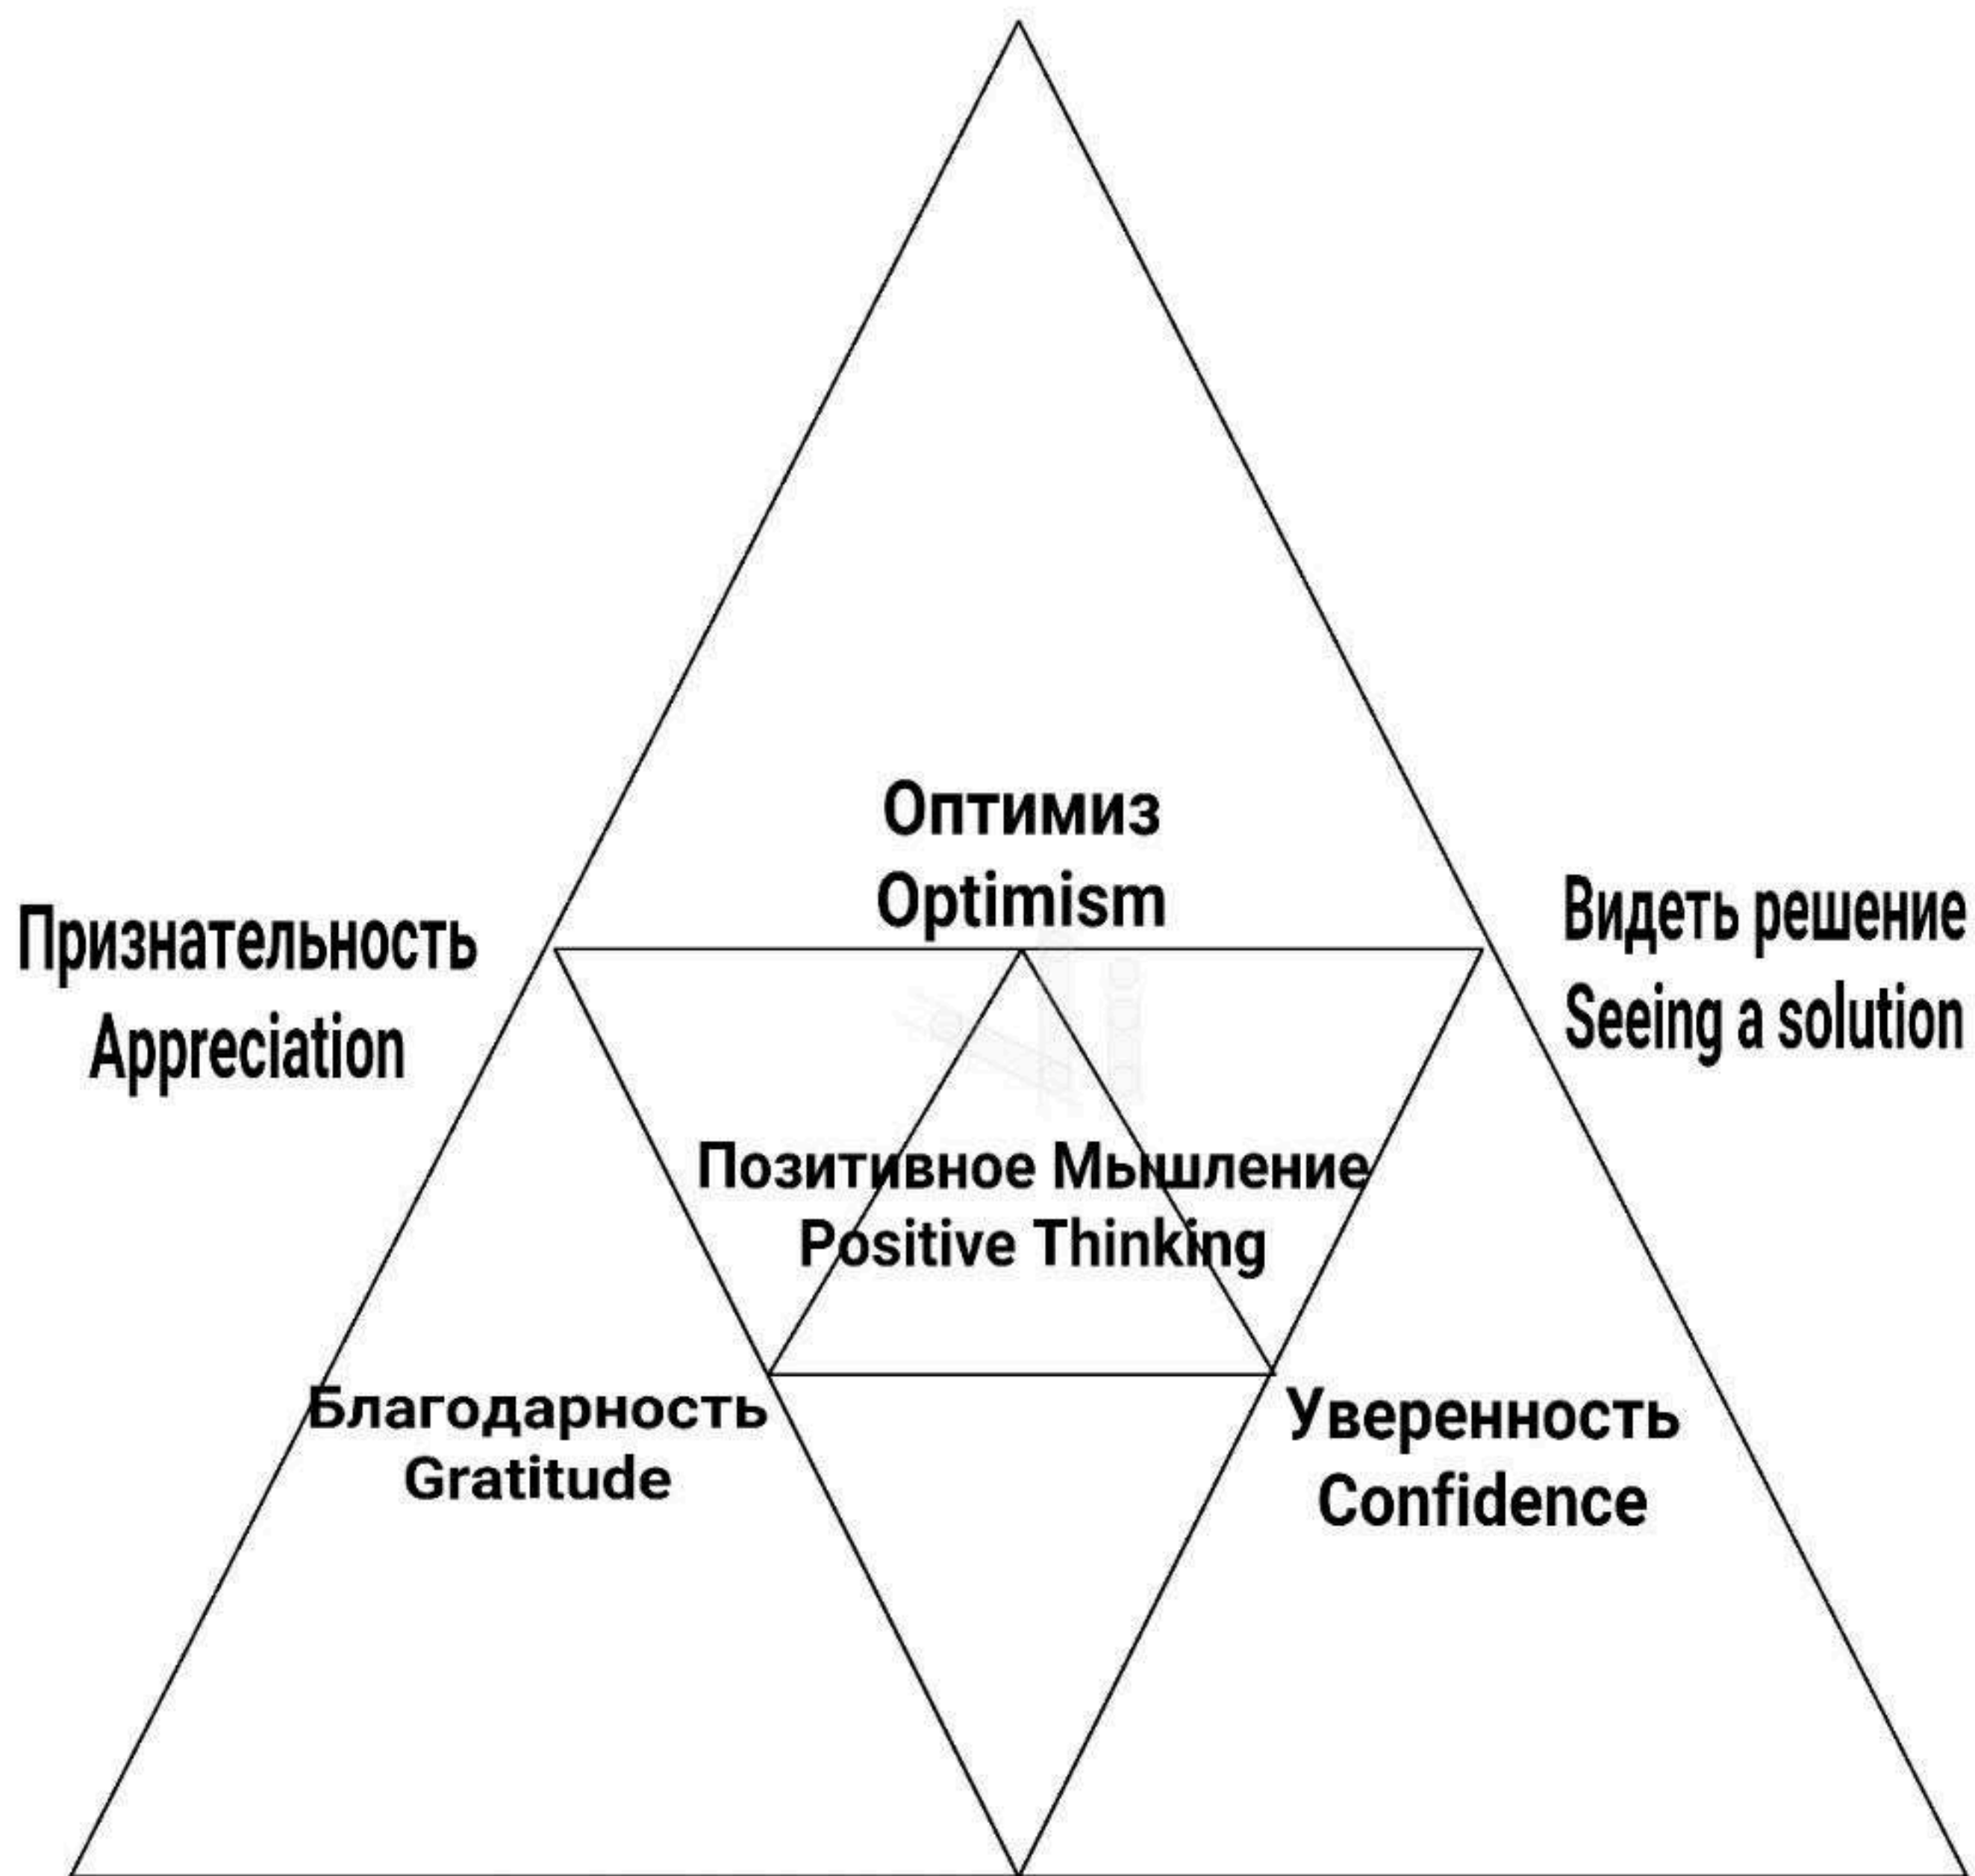 Оптимиз
Optimism
Признательность
Appreciation
Видеть решение
Seeing a solution
Позитивное Мышление
Positive Thinking
Благодарность
Gratitude
Уверенность
Confidence